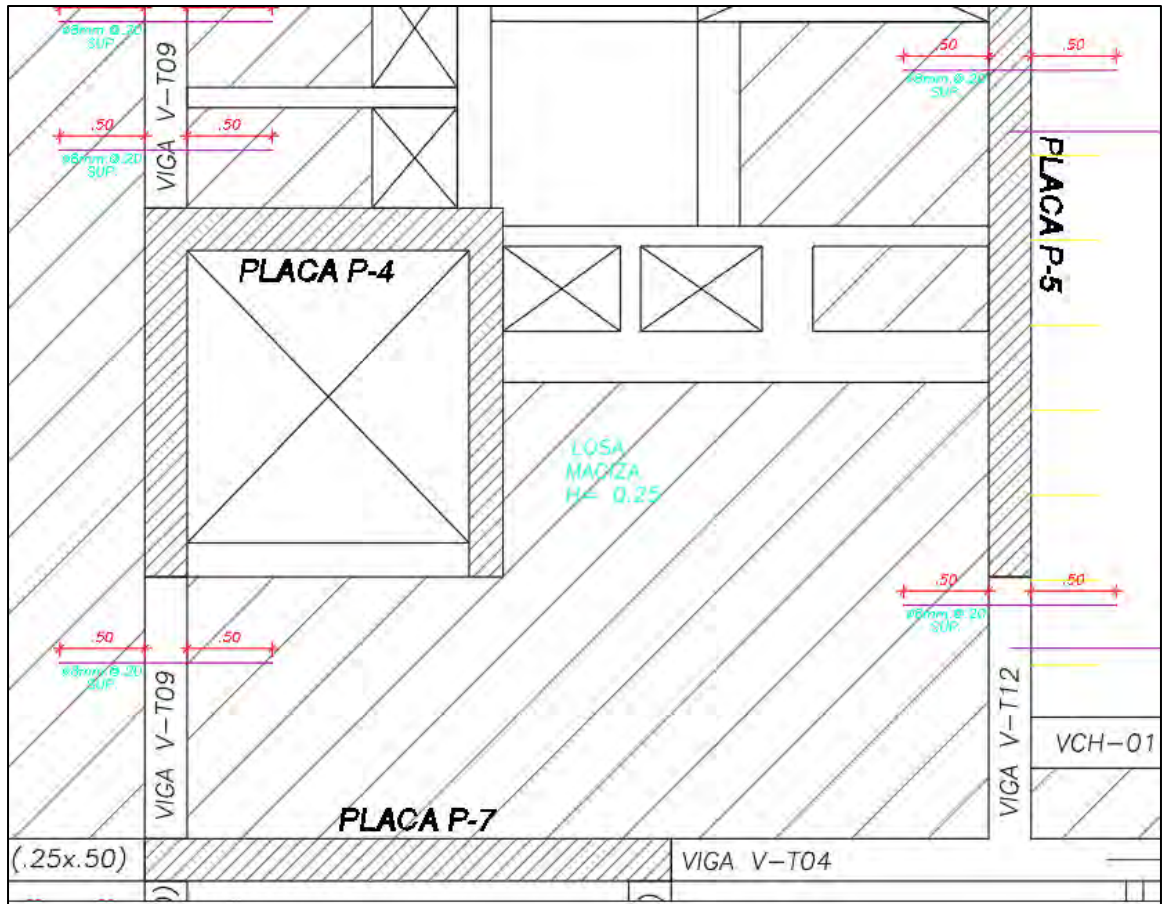 ø8mm @.20
SUP.
VIGA V-T09
.50
.50
ø8mm @.20
SUP.
.50
.50
ø8mm @.20
SUP.
PLACA P-5
PLACA P-4
LOSA
MACIZA
H= 0.25
.50
.50
ø8mm @.20
SUP.
.50
.50
ø8mm @.20
SUP.
VIGA V-T09
VIGA V-T12
VCH-01
PLACA P-7
(.25x.50)
VIGA V-T04